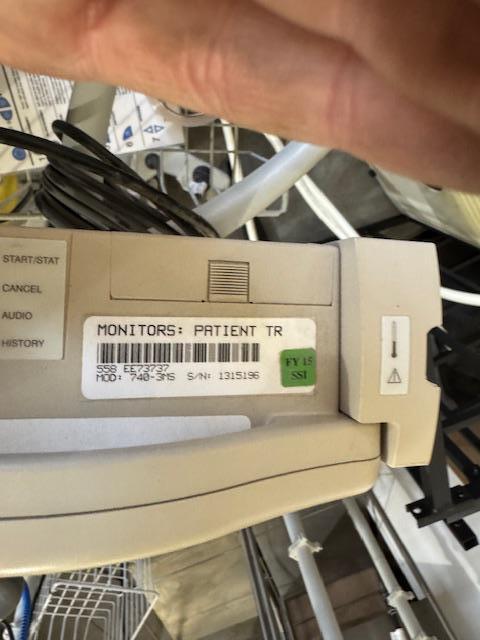 START/STAT
CANCEL
AUDIO
HISTORY
MONITORS: PATIENT TR
558 EE73737
MOD: 740-3MS S/N: 1315196
FY 15
SSI